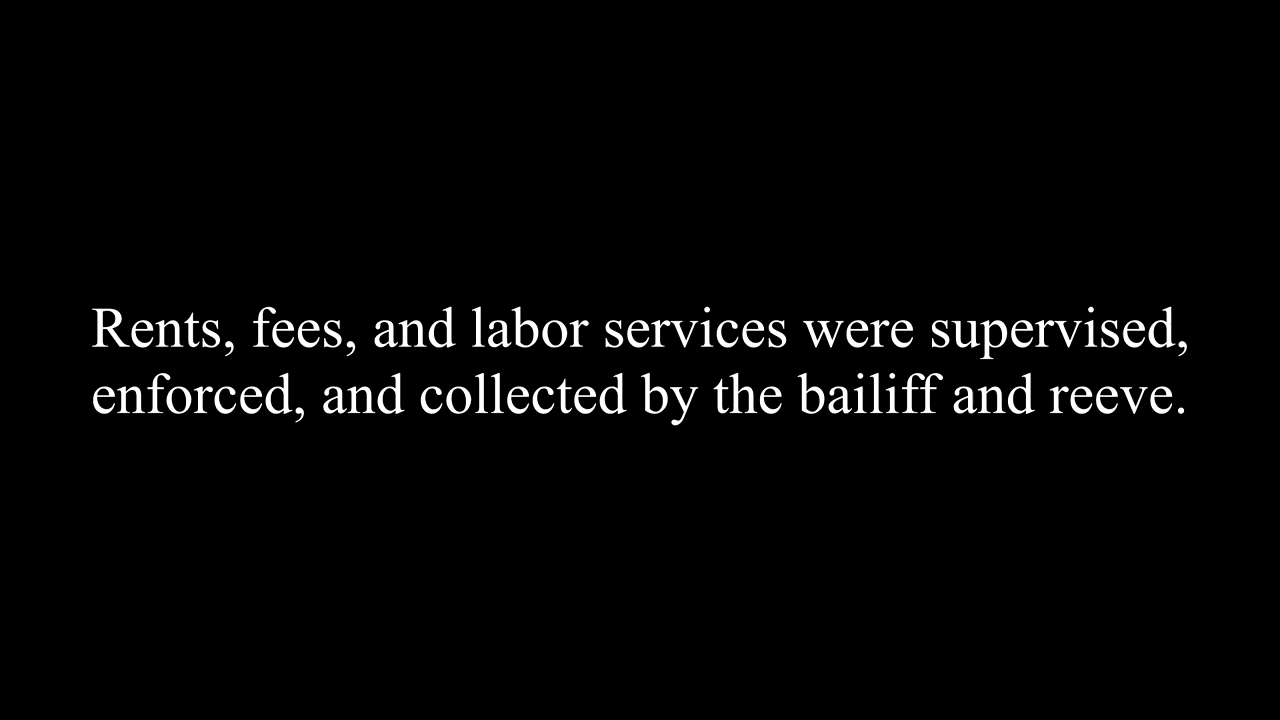 Rents, fees, and labor services were supervised,
enforced, and collected by the bailiff and reeve.